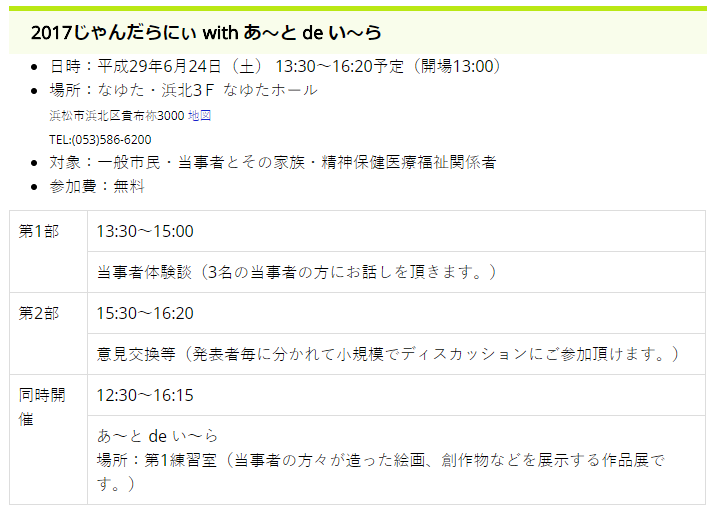 2017じゃんだらにぃ with あ～と de い～ら
日時：平成29年6月24日（土） 13:30～16:20予定（開場13:00）
場所：なゆた・浜北3Ｆ なゆたホール
浜松市浜北区貴布祢3000 地図
TEL:(053)586-6200
対象：一般市民・当事者とその家族・精神保健医療福祉関係者
参加費：無料
第1部
13:30～15:00
当事者体験談（3名の当事者の方にお話しを頂きます。）
第2部
15:30～16:20
意見交換等（発表者毎に分かれて小規模でディスカッションにご参加頂けます。）
同時開
催
12:30～16:15
あ～と de い～ら
場所：第1練習室（当事者の方々が造った絵画、創作物などを展示する作品展で
す。）